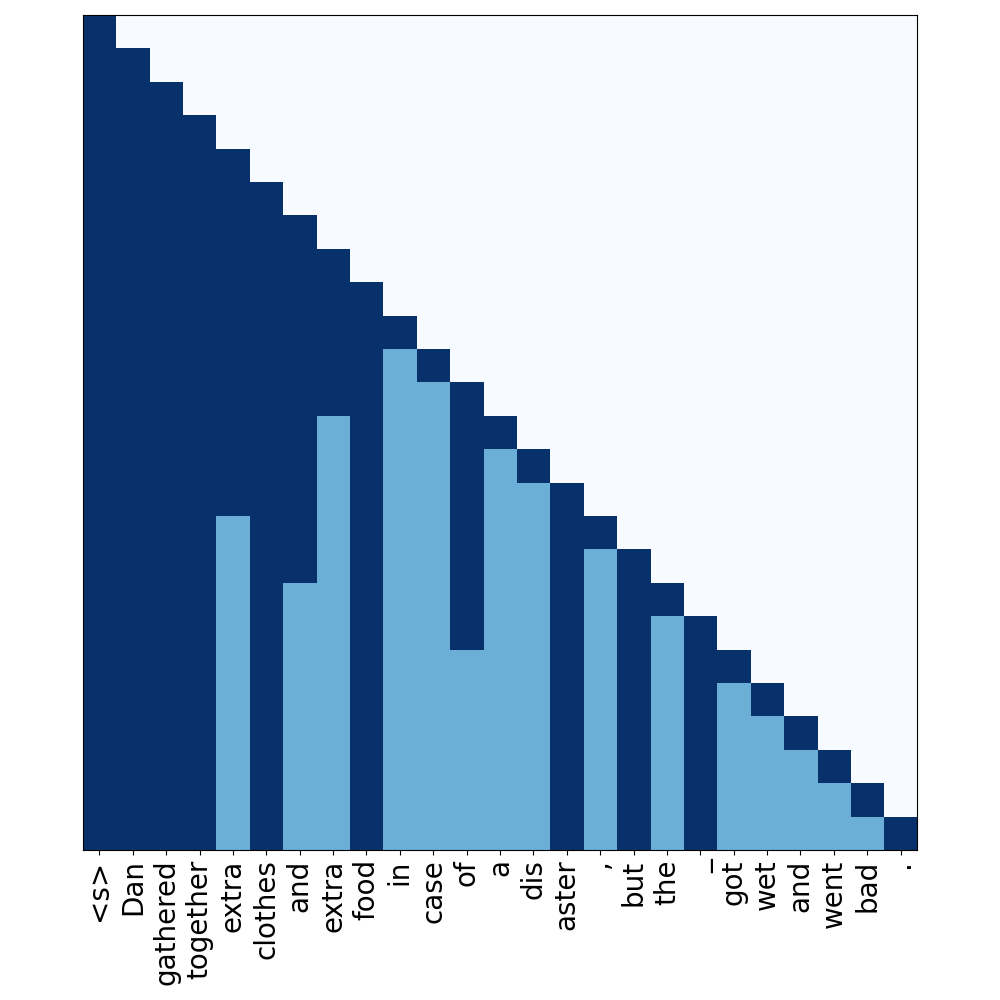 <s> Dan gathered together extra clothes and extra food in case of a dis aster , but the _ got wet and went bad .